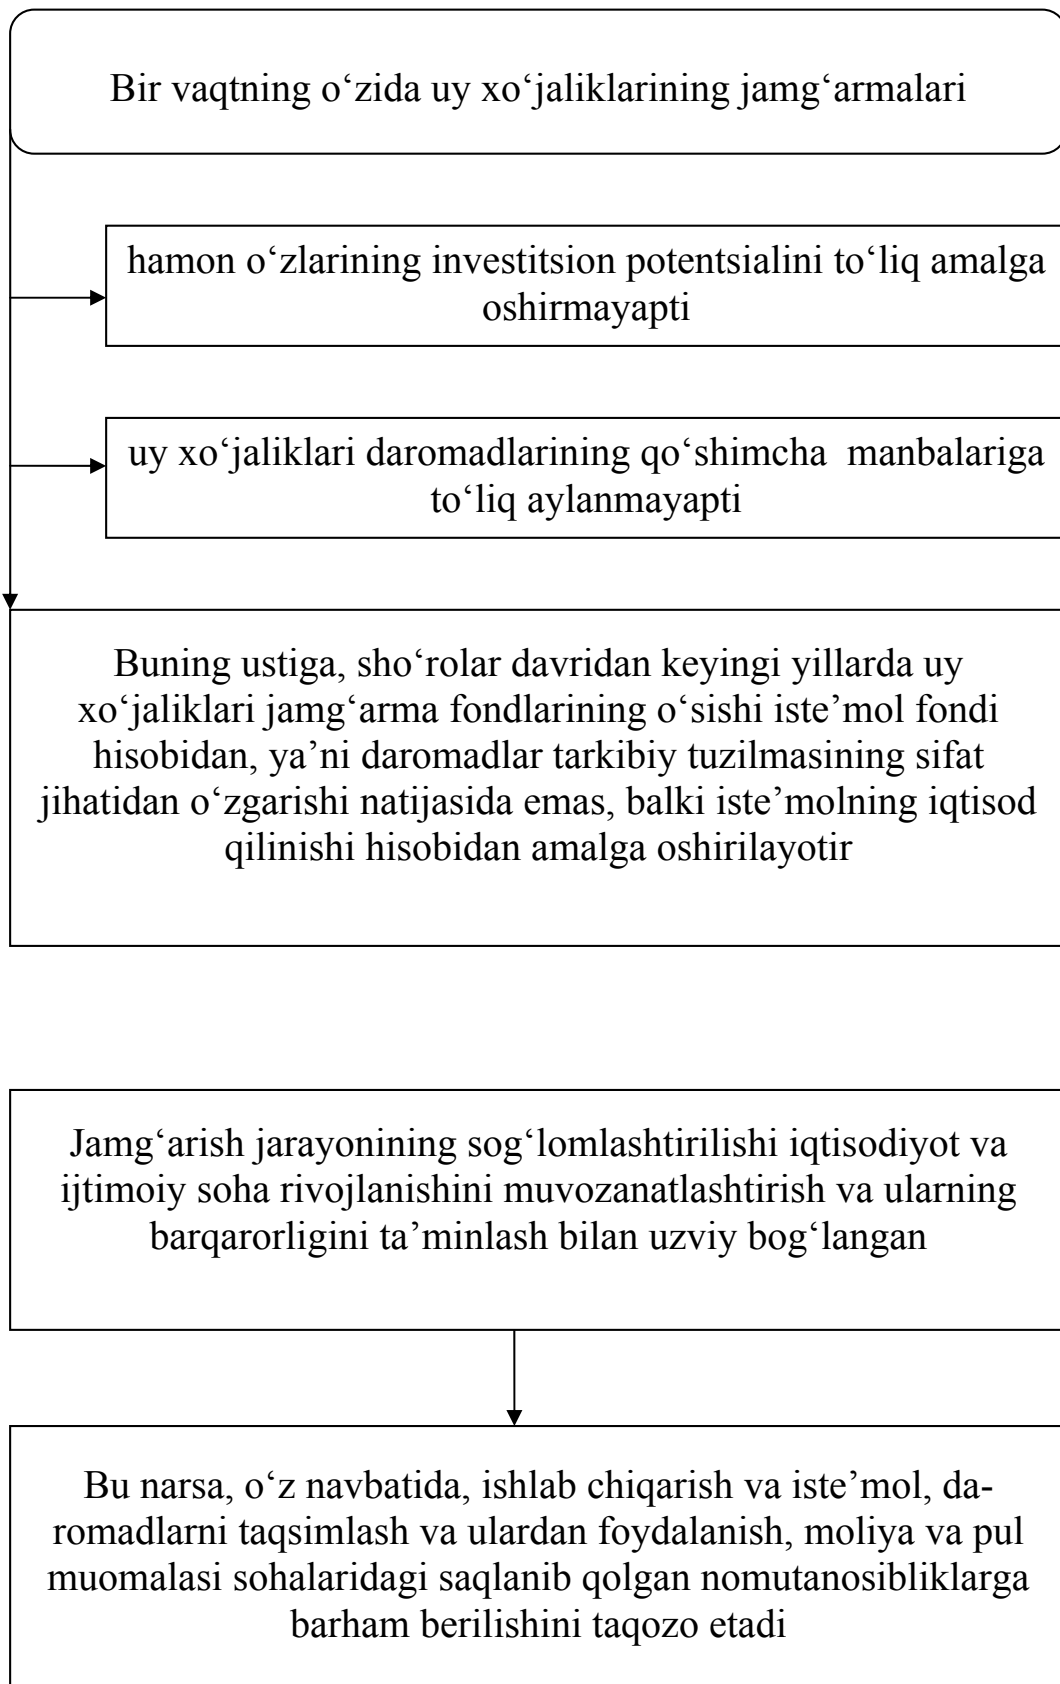 Bir vaqtning o‘zida uy xo‘jaliklarining jamg‘armalari
hamon o‘zlarining investitsion potentsialini to‘liq amalga
oshirmayapti
uy xo‘jaliklari daromadlarining qo‘shimcha  manbalariga
to‘liq aylanmayapti
Buning ustiga, sho‘rolar davridan keyingi yillarda uy
xo‘jaliklari jamg‘arma fondlarining o‘sishi iste’mol fondi
hisobidan, ya’ni daromadlar tarkibiy tuzilmasining sifat
jihatidan o‘zgarishi natijasida emas, balki iste’molning iqtisod
qilinishi hisobidan amalga oshirilayotir
Jamg‘arish jarayonining sog‘lomlashtirilishi iqtisodiyot va
ijtimoiy soha rivojlanishini muvozanatlashtirish va ularning
barqarorligini ta’minlash bilan uzviy bog‘langan
Bu narsa, o‘z navbatida, ishlab chiqarish va iste’mol, da-
romadlarni taqsimlash va ulardan foydalanish, moliya va pul
muomalasi sohalaridagi saqlanib qolgan nomutanosibliklarga
barham berilishini taqozo etadi